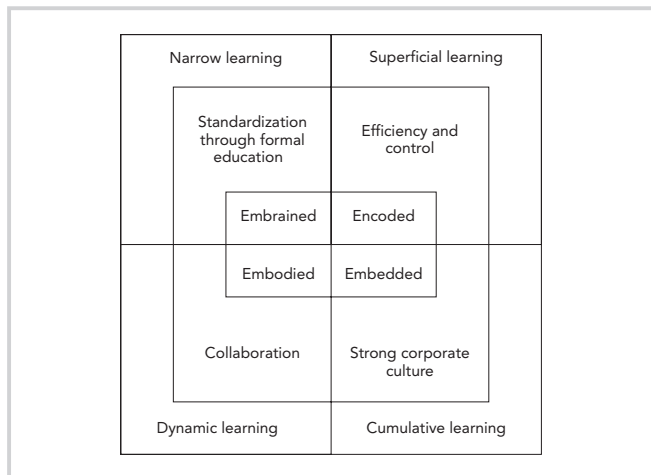 Narrow learning
Superficial learning
Standardization
through formal
education
Efficiency and
control
Embrained
Encoded
Embodied
Embedded
Collaboration
Strong corporate
culture
Dynamic learning
Cumulative learning